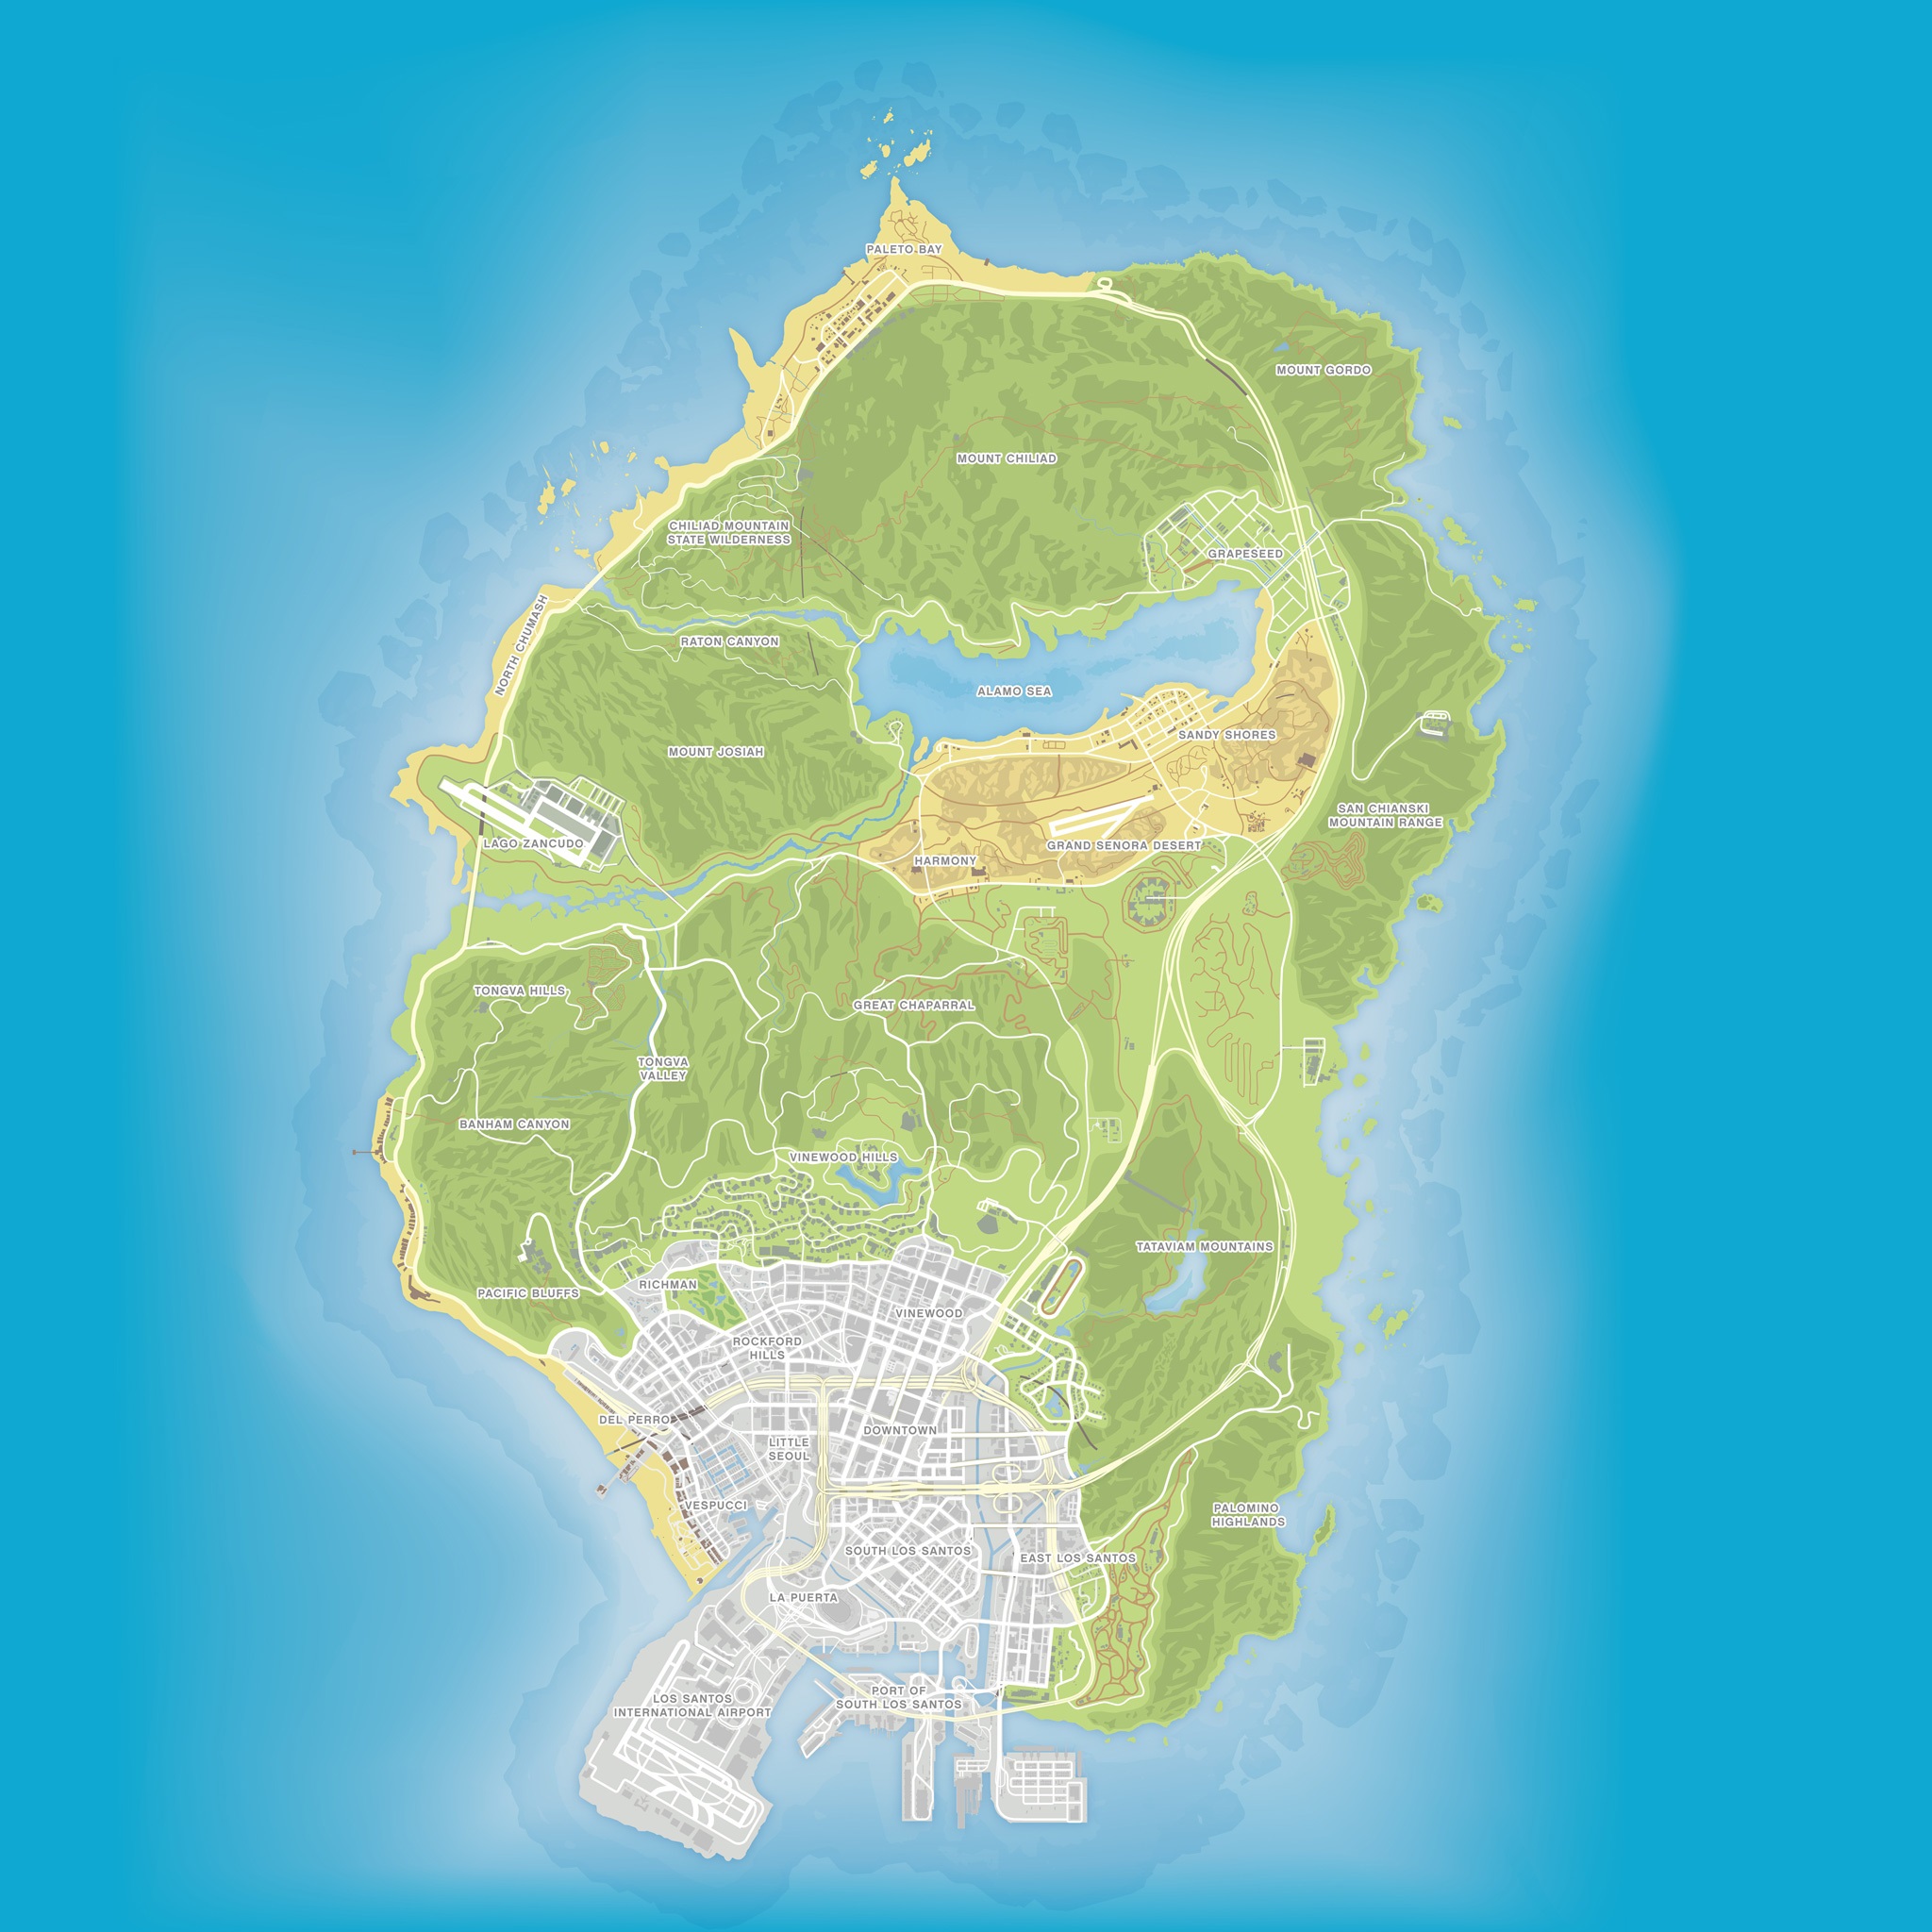 PALETO BAY
MOUNT GORDO
MOUNT CHILIAD
CHILIAD MOUNTAIN
STATE WILDERNESS
GRAPESEED
NORTH CHUMASH
RATON CANYON
ALAMO SEA
SANDY SHORES
MOUNT JOSIAH
SAN CHIANSKI
MOUNTAIN RANGE
LAGO ZANCUDO
GRAND SENORA DESERT
HARMONY
TONGVA HILLS
GREAT CHAPARRAL
TONGVA
VALLEY
BANHAM CANYON
VINEWOOD HILLS
TATAVIAM MOUNTAINS
RICHMAN
PACIFIC BLUFFS
VINEWOOD
ROCKFORD
HILLS
DEL PERRO
DOWNTOWN
LITTLE
SEOUL
VESPUCCI
PALOMINO
HIGHLANDS
SOUTH LOS SANTOS
EAST LOS SANTOS
LA PUERTA
PORT OF
SOUTH LOS SANTOS
LOS SANTOS
INTERNATIONAL AIRPORT